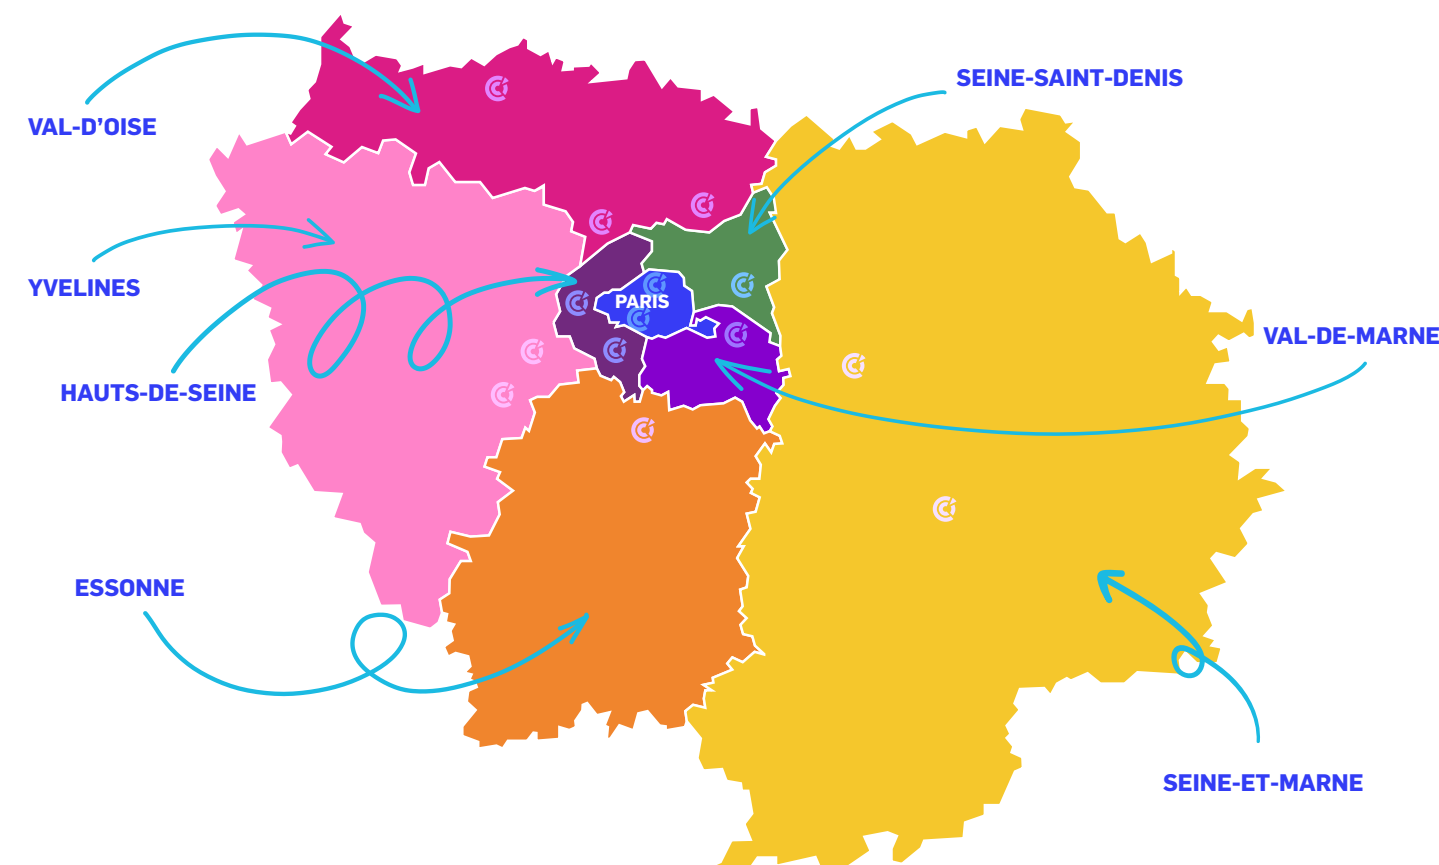 SEINE-SAINT-DENIS
VAL-D’OISE
YVELINES
PARIS
VAL-DE-MARNE
HAUTS-DE-SEINE
ESSONNE
SEINE-ET-MARNE